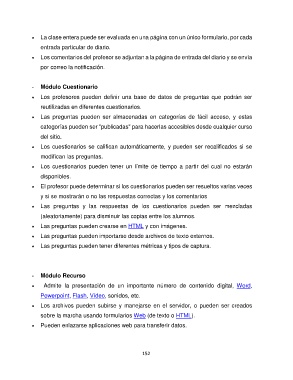 • La clase entera puede ser evaluada en una página con un único formulario, por cada
entrada particular de diario.
• Los comentarios del profesor se adjuntan a la página de entrada del diario y se envía
por correo la notificación.
- Módulo Cuestionario
• Los profesores pueden definir una base de datos de preguntas que podrán ser
reutilizadas en diferentes cuestionarios.
• Las preguntas pueden ser almacenadas en categorías de fácil acceso, y estas
categorías pueden ser "publicadas" para hacerlas accesibles desde cualquier curso
del sitio.
• Los cuestionarios se califican automáticamente, y pueden ser recalificados si se
modifican las preguntas.
• Los cuestionarios pueden tener un límite de tiempo a partir del cual no estarán
disponibles.
• El profesor puede determinar si los cuestionarios pueden ser resueltos varias veces
y si se mostrarán o no las respuestas correctas y los comentarios
• Las preguntas y las respuestas de los cuestionarios pueden ser mezcladas
(aleatoriamente) para disminuir las copias entre los alumnos.
• Las preguntas pueden crearse en HTML y con imágenes.
• Las preguntas pueden importarse desde archivos de texto externos.
• Las preguntas pueden tener diferentes métricas y tipos de captura.
- Módulo Recurso
• Admite la presentación de un importante número de contenido digital, Word,
Powerpoint, Flash, Video, sonidos, etc.
• Los archivos pueden subirse y manejarse en el servidor, o pueden ser creados
sobre la marcha usando formularios Web (de texto o HTML).
• Pueden enlazarse aplicaciones web para transferir datos.
152